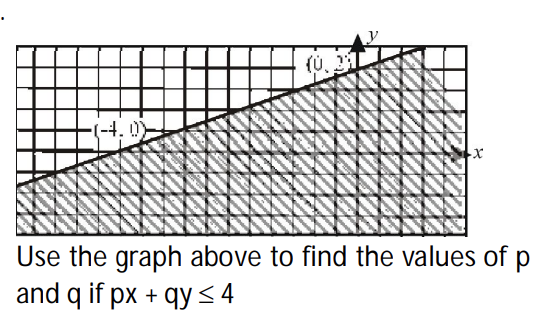 .
y
(0, 2)
(-4, 0)
x
Use the graph above to find the values of p
and q if px + qy ≤ 4